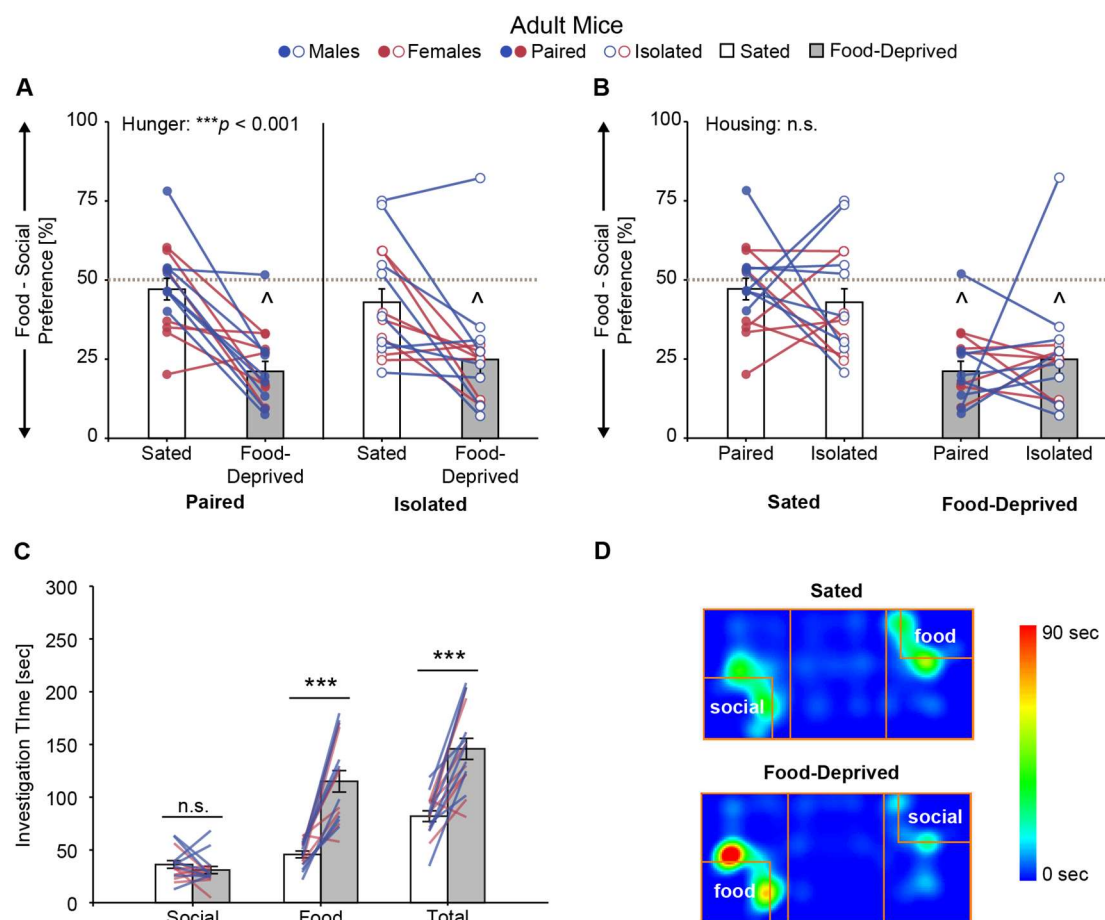 Adult Mice
Males Females Paired Isolated Sated Food-Deprived
A
Food - Social
Preference [%]
100
75
50
25
0
Hunger: ***p < 0.001
^
^
Sated
Food-
Deprived
Sated
Food-
Deprived
Paired
Isolated
B
Food - Social
Preference [%]
100
75
50
25
0
Housing: n.s.
^
^
Paired
Isolated
Paired
Isolated
Sated
Food-Deprived
C
Investigation TIme [sec]
300
250
200
150
100
50
0
n.s.
***
***
Social
Food
Total
D
Sated
food
social
Food-Deprived
social
food
90 sec
0 sec